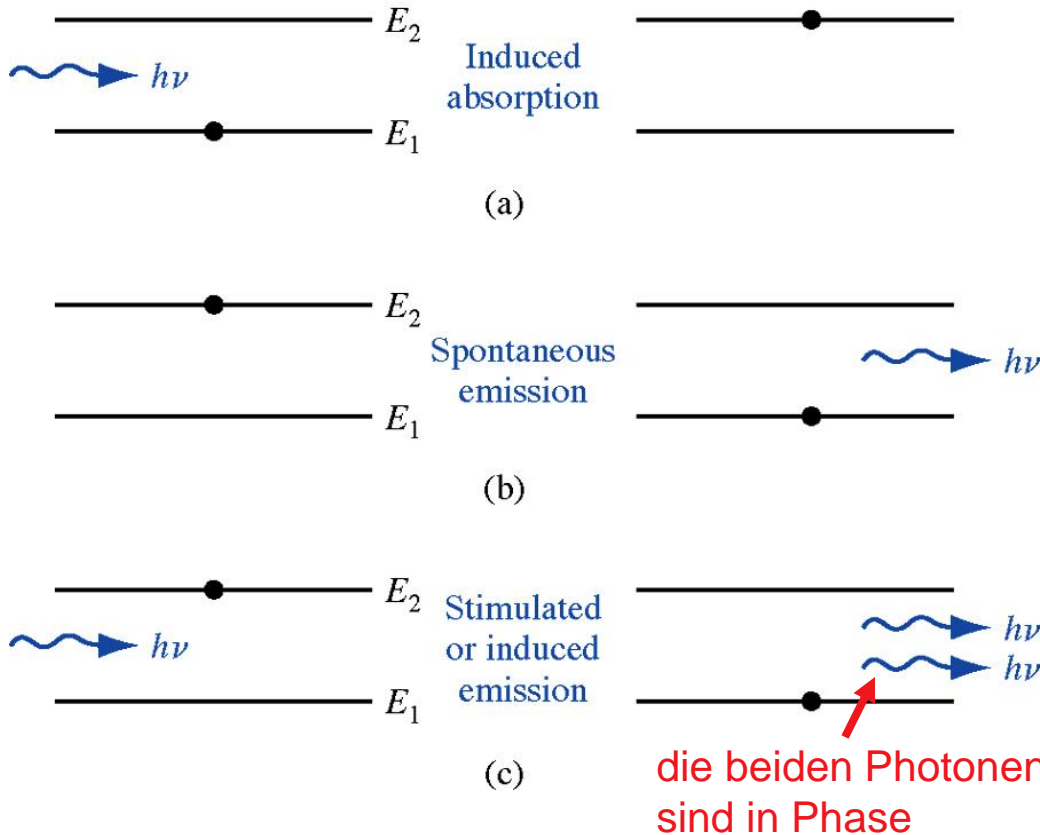 E₂
hν
Induced
absorption
E₁
(a)
E₂
Spontaneous
emission
hν
E₁
(b)
E₂
Stimulated
or induced
emission
hν
hν
hν
E₁
(c)
die beiden Photonen
sind in Phase